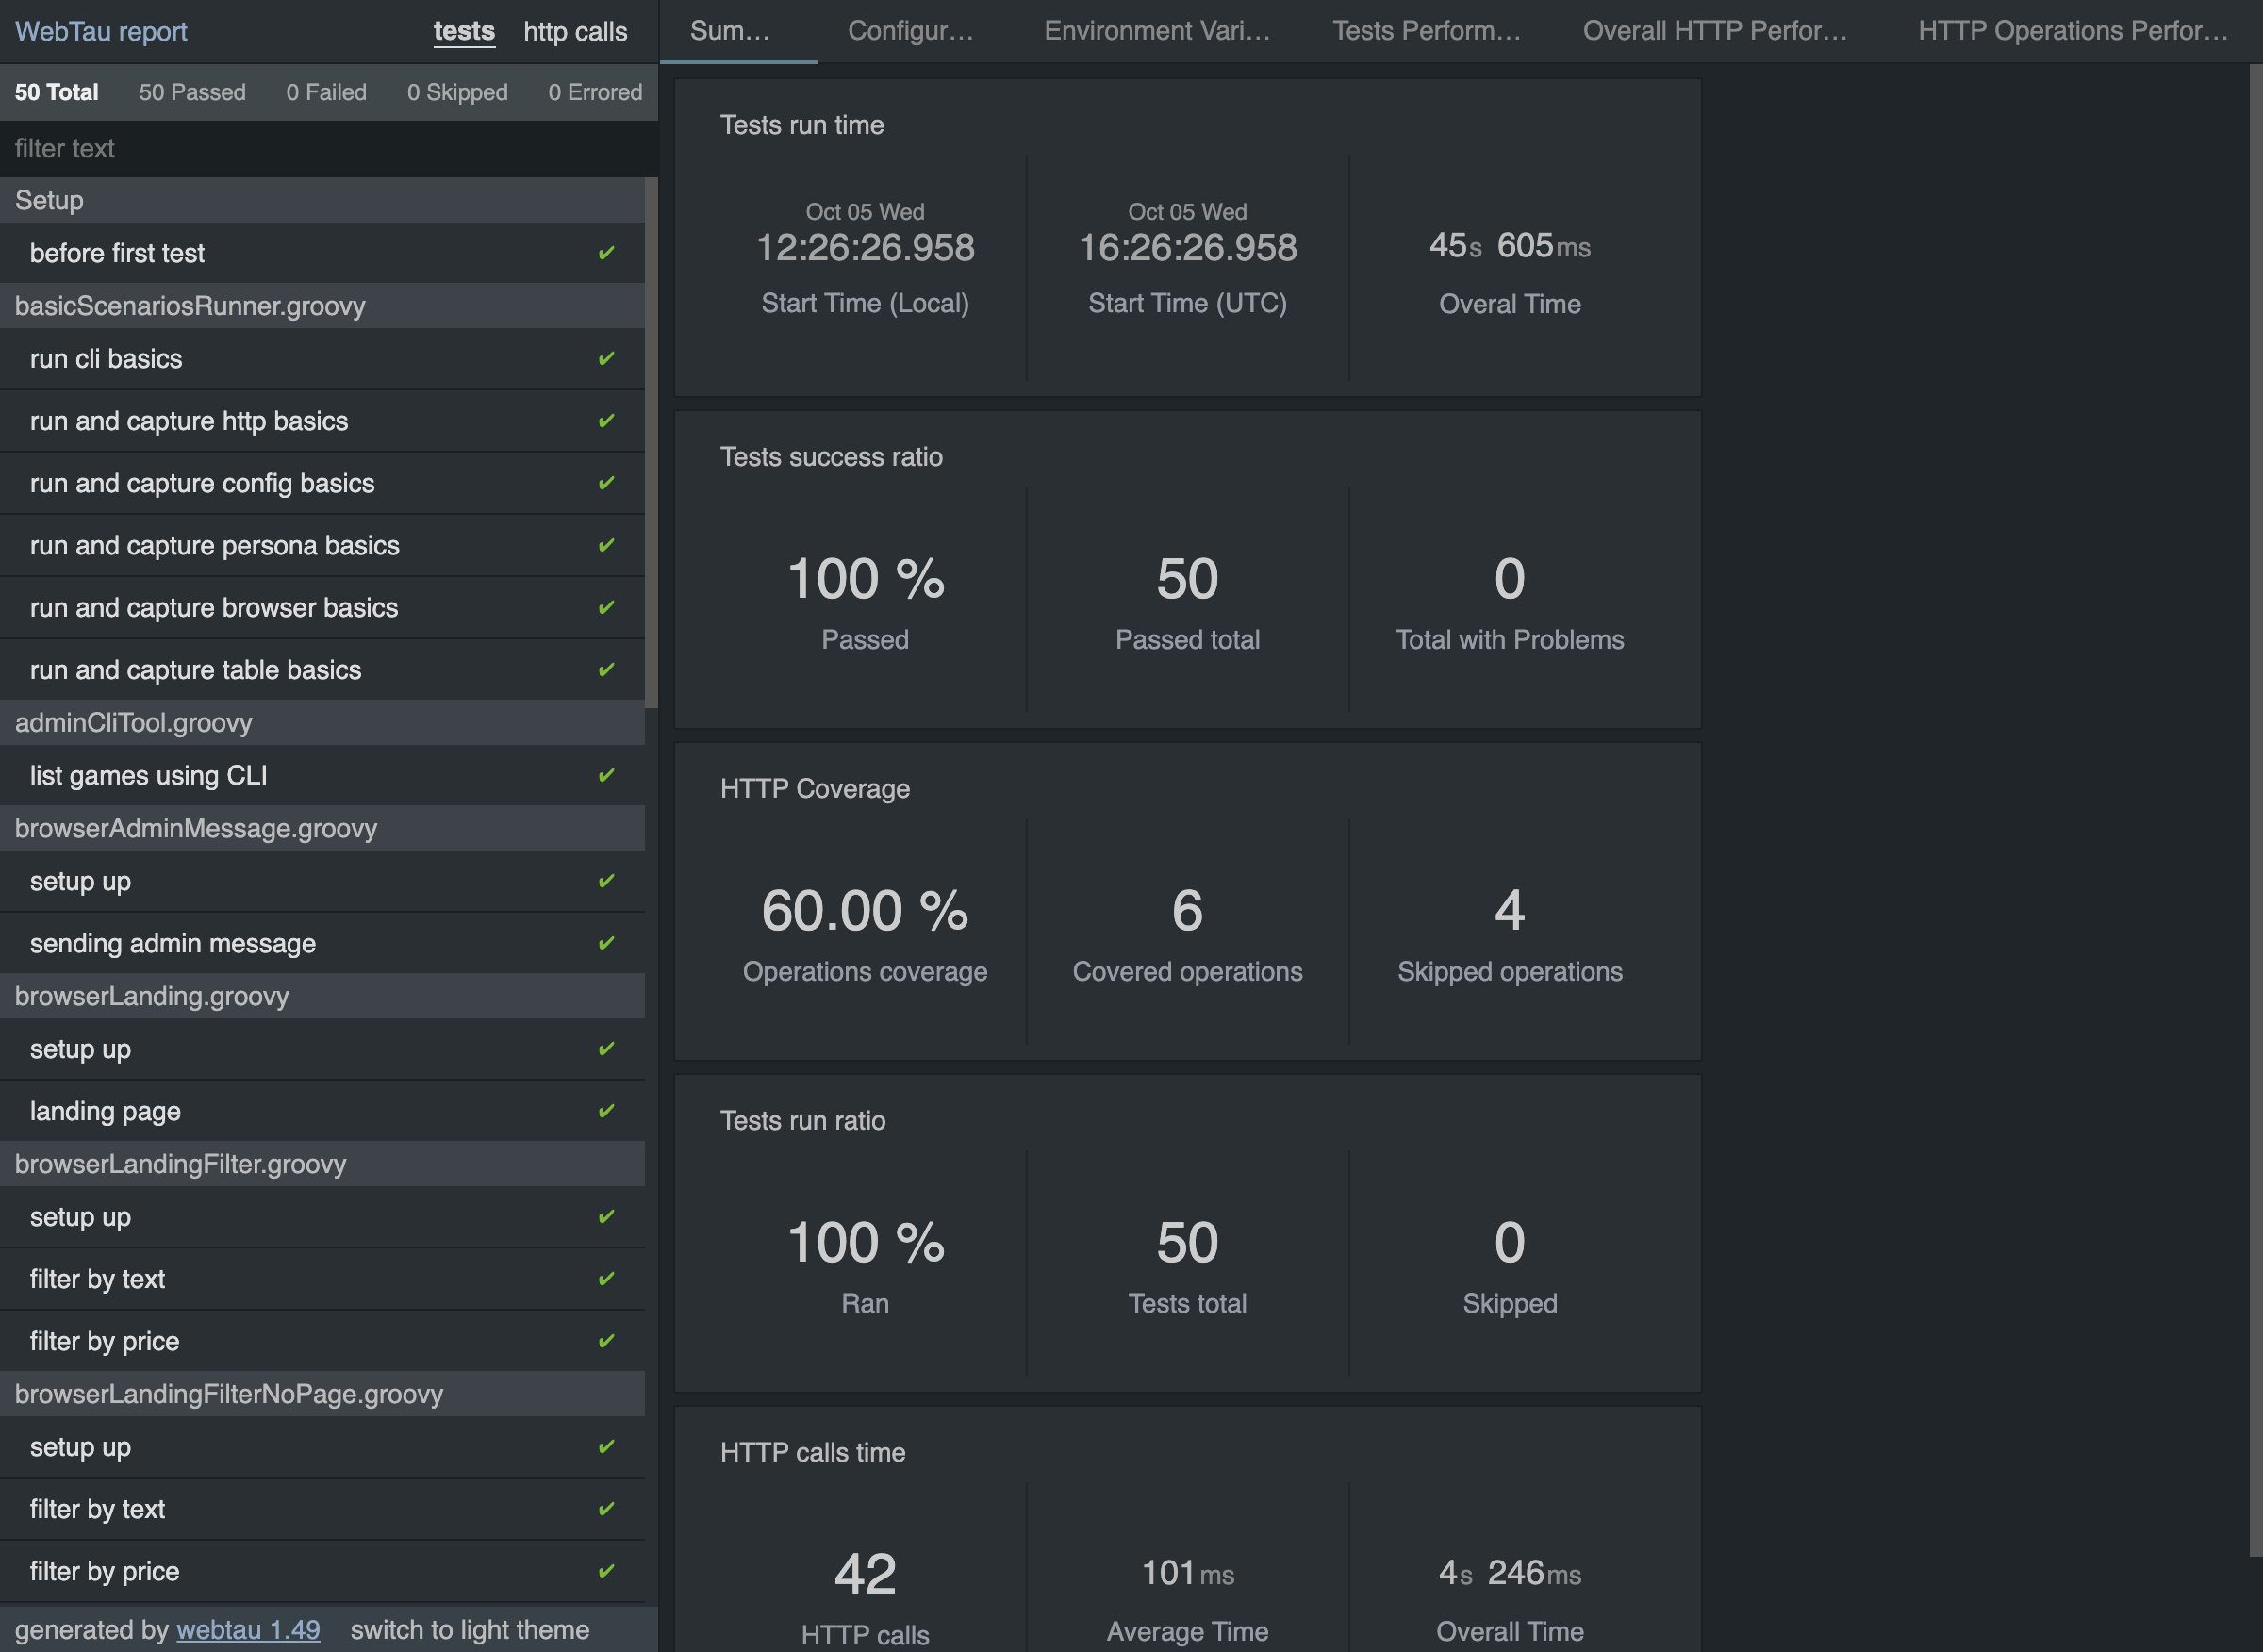 WebTau report tests http calls
50 Total 50 Passed 0 Failed 0 Skipped 0 Errored
filter text
Setup
before first test
basicScenariosRunner.groovy
run cli basics
run and capture http basics
run and capture config basics
run and capture persona basics
run and capture browser basics
run and capture table basics
adminCliTool.groovy
list games using CLI
browserAdminMessage.groovy
setup up
sending admin message
browserLanding.groovy
setup up
landing page
browserLandingFilter.groovy
setup up
filter by text
filter by price
browserLandingFilterNoPage.groovy
setup up
filter by text
filter by price
generated by webtau 1.49 switch to light theme
Sum... Configur... Environment Vari... Tests Perform... Overall HTTP Perfor... HTTP Operations Perfor...
Tests run time
Oct 05 Wed Oct 05 Wed
12:26:26.958 16:26:26.958 45s 605ms
Start Time (Local) Start Time (UTC) Overal Time
Tests success ratio
100 % 50 0
Passed Passed total Total with Problems
HTTP Coverage
60.00 % 6 4
Operations coverage Covered operations Skipped operations
Tests run ratio
100 % 50 0
Ran Tests total Skipped
HTTP calls time
42 101ms 4s 246ms
HTTP calls Average Time Overall Time